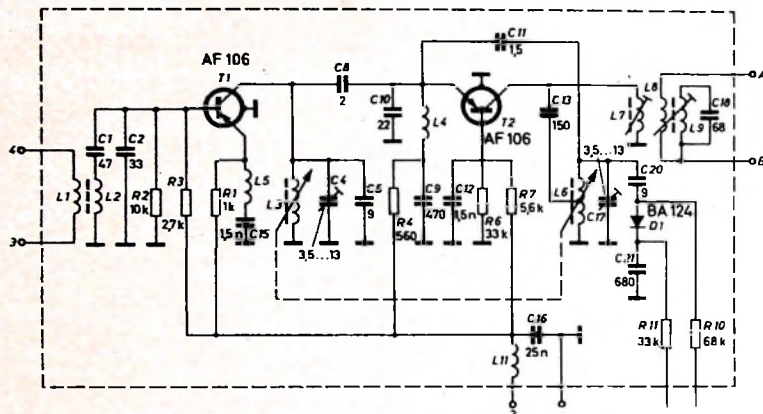 AF 106
T1
C8
2
C11
1,5
C10
22
L4
T2
AF 106
C13
150
L7
L8
L9
C18
68
A
B
4
3
L1
C1
47
L2
C2
33
R2
10k
R3
2,7k
R1
1k
L5
1,5n
C15
L3
C4
3,5...13
C5
9
R4
560
C9
470
C12
1,5n
R6
33k
R7
5,6k
L6
3,5...13
C17
C20
9
BA 124
D1
C21
680
R11
33k
R10
68k
C16
25n
L11